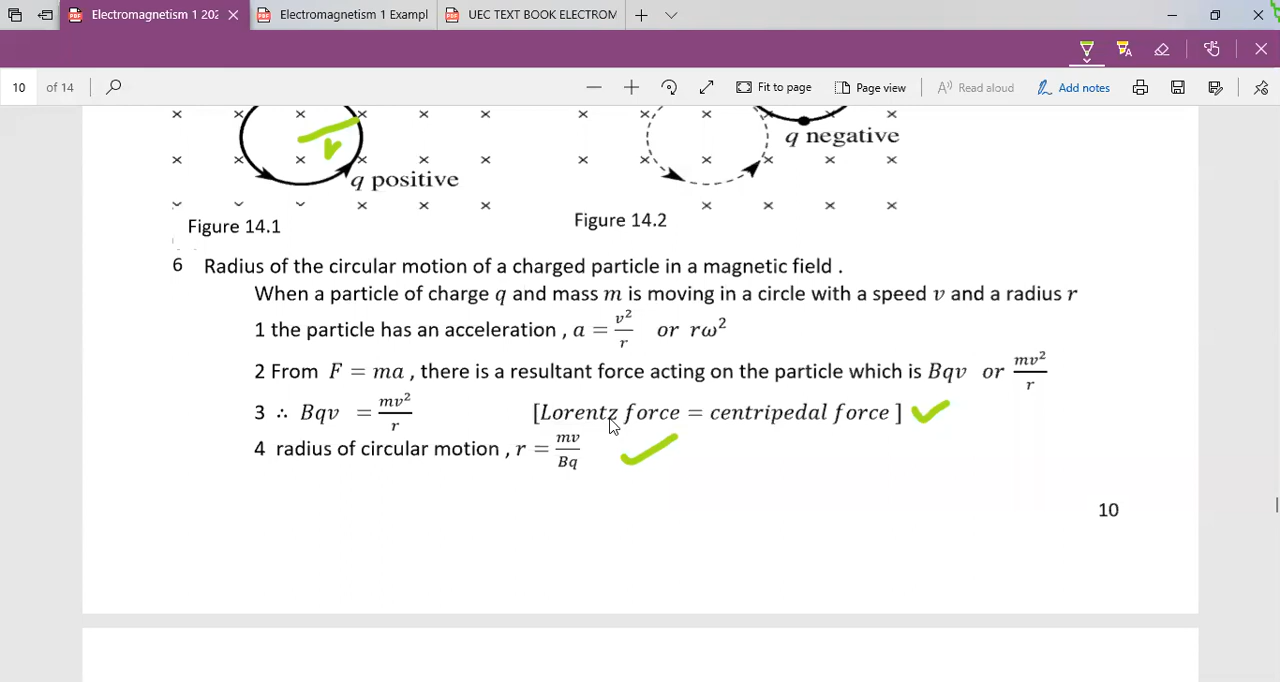 Electromagnetism 1 202
Electromagnetism 1 Exampl
UEC TEXT BOOK ELECTROM
10 of 14
Fit to page
Page view
Read aloud
Add notes
r
q positive
q negative
Figure 14.1
Figure 14.2
6 Radius of the circular motion of a charged particle in a magnetic field .
When a particle of charge q and mass m is moving in a circle with a speed v and a radius r
1 the particle has an acceleration , a = v²/r or rω²
2 From F = ma , there is a resultant force acting on the particle which is Bqv or mv²/r
3 ∴ Bqv = mv²/r [Lorentz force = centripedal force ]
4 radius of circular motion , r = mv/Bq
10